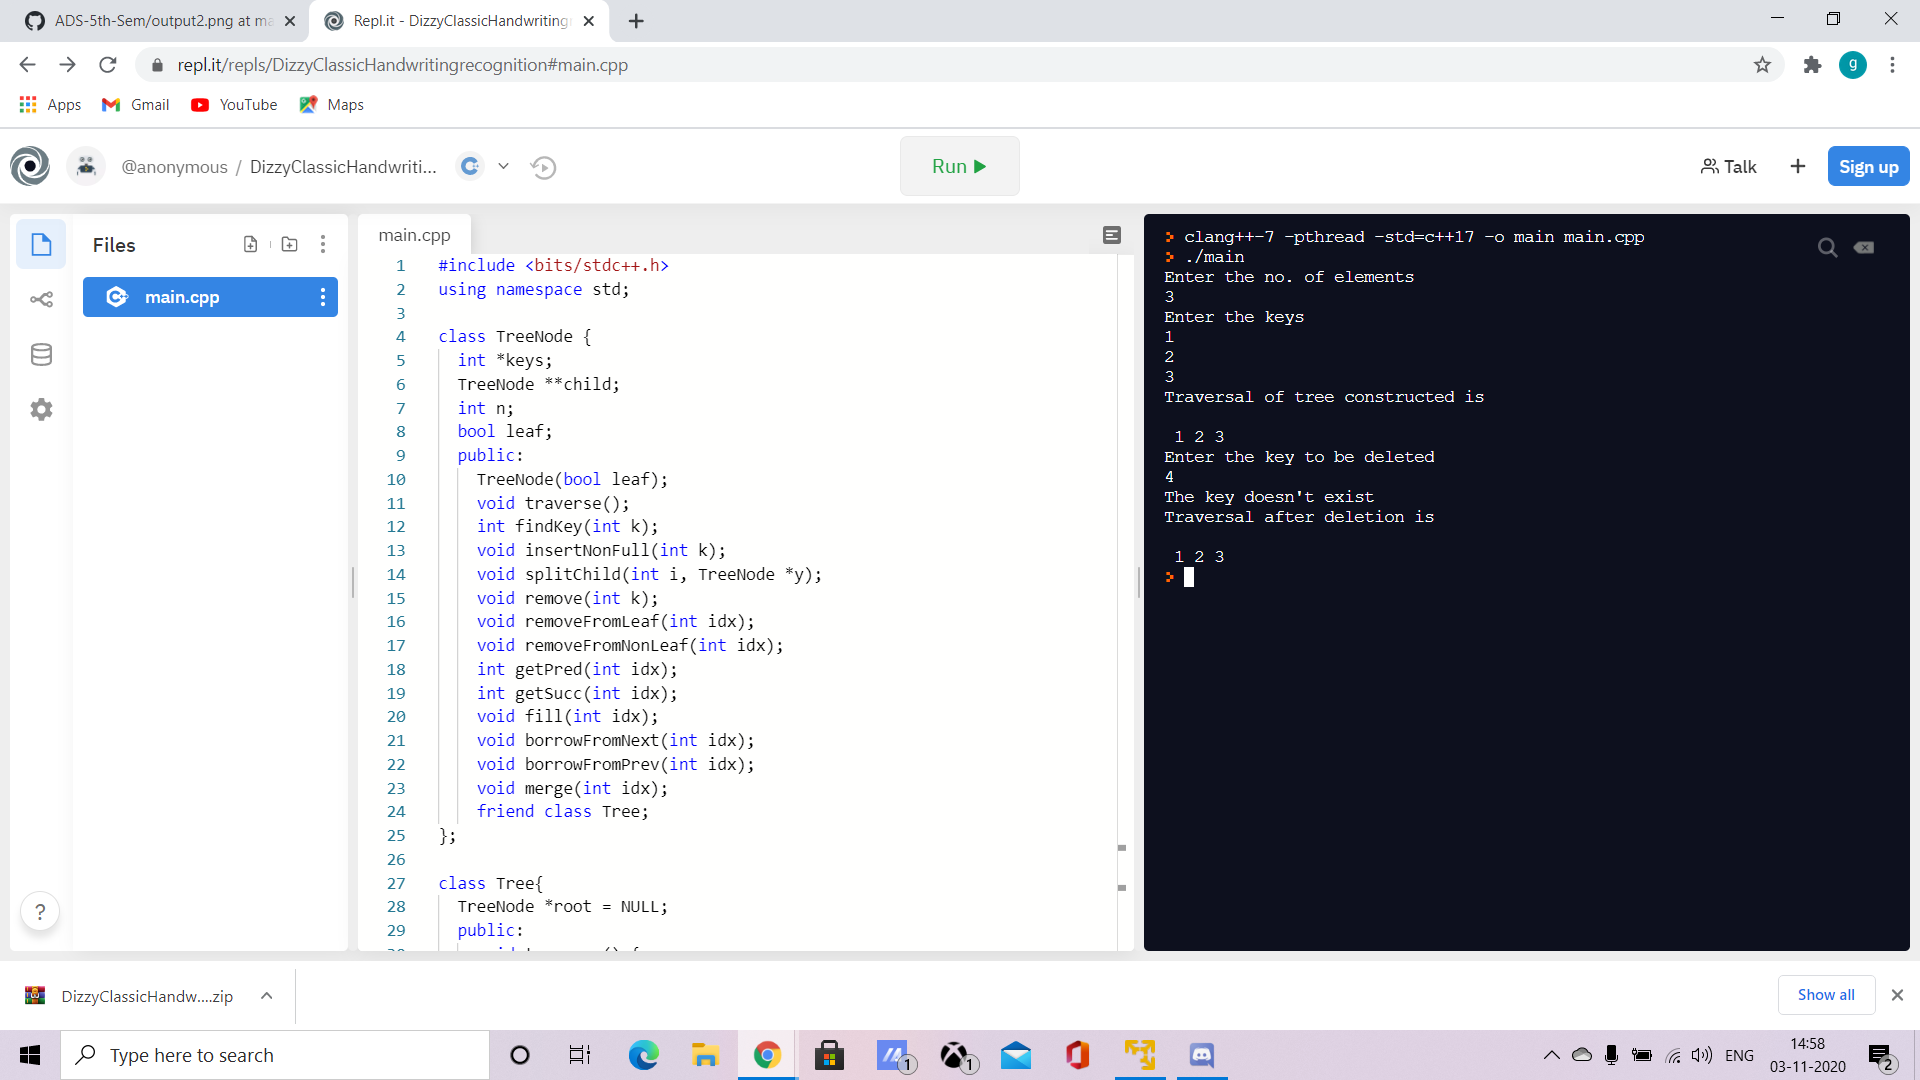 ADS-5th-Sem/output2.png at ma
Repl.it - DizzyClassicHandwriting
repl.it/repls/DizzyClassicHandwritingrecognition#main.cpp
g
Apps Gmail YouTube Maps
@anonymous / DizzyClassicHandwriti...
Run
Talk
+
Sign up
Files
main.cpp
main.cpp
1 #include <bits/stdc++.h>
2 using namespace std;
3
4 class TreeNode {
5 int *keys;
6 TreeNode **child;
7 int n;
8 bool leaf;
9 public:
10 TreeNode(bool leaf);
11 void traverse();
12 int findKey(int k);
13 void insertNonFull(int k);
14 void splitChild(int i, TreeNode *y);
15 void remove(int k);
16 void removeFromLeaf(int idx);
17 void removeFromNonLeaf(int idx);
18 int getPred(int idx);
19 int getSucc(int idx);
20 void fill(int idx);
21 void borrowFromNext(int idx);
22 void borrowFromPrev(int idx);
23 void merge(int idx);
24 friend class Tree;
25 };
26
27 class Tree{
28 TreeNode *root = NULL;
29 public:
> clang++-7 -pthread -std=c++17 -o main main.cpp
> ./main
Enter the no. of elements
3
Enter the keys
1
2
3
Traversal of tree constructed is
1 2 3
Enter the key to be deleted
4
The key doesn't exist
Traversal after deletion is
1 2 3
>
?
DizzyClassicHandw....zip
Show all
Type here to search
1
1
ENG
14:58
03-11-2020
2